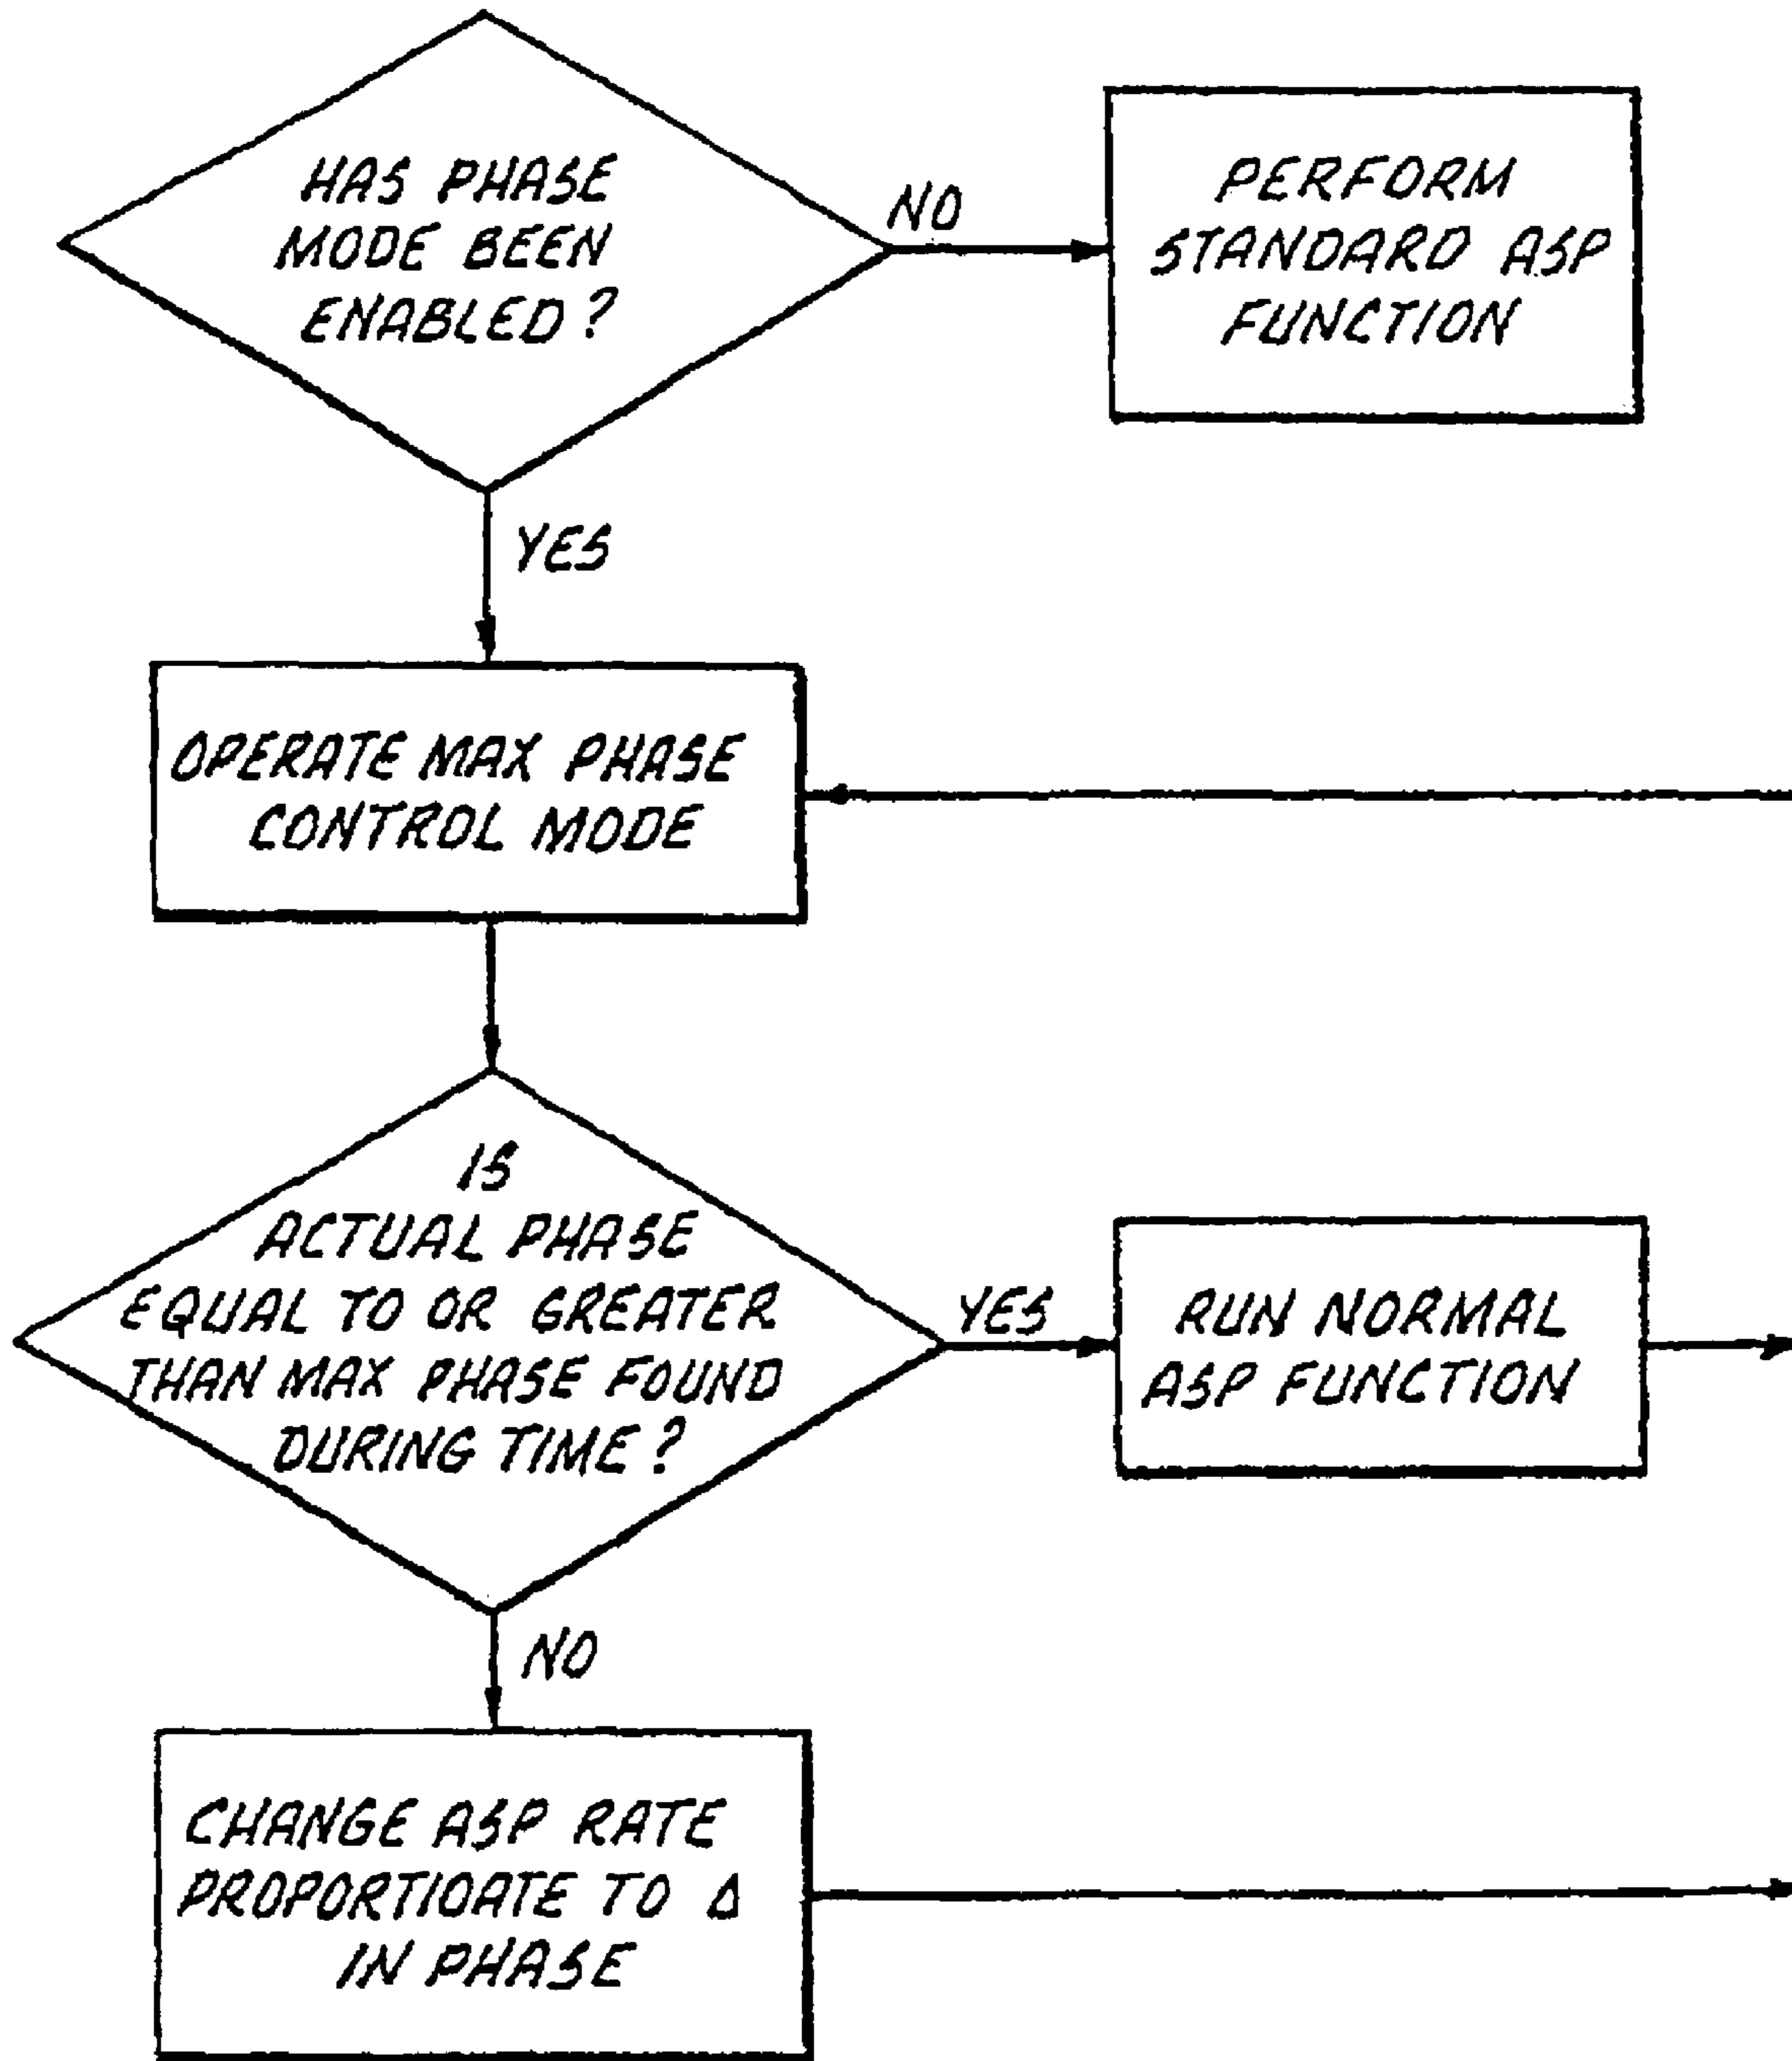 HAS PHASE
MODE BEEN
ENABLED?
NO
PERFORM
STANDARD ASP
FUNCTION
YES
OPERATE MAX PHASE
CONTROL MODE
IS
ACTUAL PHASE
EQUAL TO OR GREATER
THAN MAX PHASE FOUND
DURING TIME?
YES
RUN NORMAL
ASP FUNCTION
NO
CHANGE ASP RATE
PROPORTIOATE TO Δ
IN PHASE